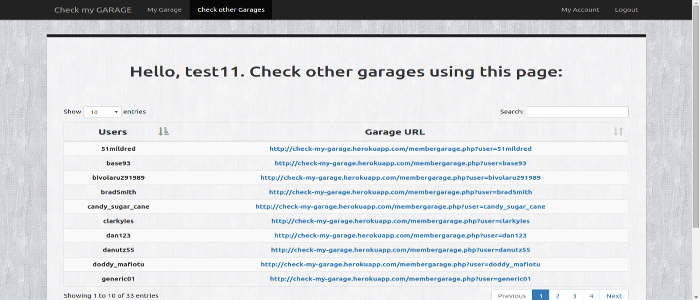 Check my GARAGE My Garage Check other Garages My Account Logout
Hello, test11. Check other garages using this page:
Show 10 entries Search:
Users Garage URL
51mildred http://check-my-garage.herokuapp.com/membergarage.php?user=51mildred
base93 http://check-my-garage.herokuapp.com/membergarage.php?user=base93
bivolaru291989 http://check-my-garage.herokuapp.com/membergarage.php?user=bivolaru291989
bradSmith http://check-my-garage.herokuapp.com/membergarage.php?user=bradSmith
candy_sugar_cane http://check-my-garage.herokuapp.com/membergarage.php?user=candy_sugar_cane
clarkyles http://check-my-garage.herokuapp.com/membergarage.php?user=clarkyles
dan123 http://check-my-garage.herokuapp.com/membergarage.php?user=dan123
danutz55 http://check-my-garage.herokuapp.com/membergarage.php?user=danutz55
doddy_mafiotu http://check-my-garage.herokuapp.com/membergarage.php?user=doddy_mafiotu
generic01 http://check-my-garage.herokuapp.com/membergarage.php?user=generic01
Showing 1 to 10 of 33 entries Previous 1 2 3 4 Next